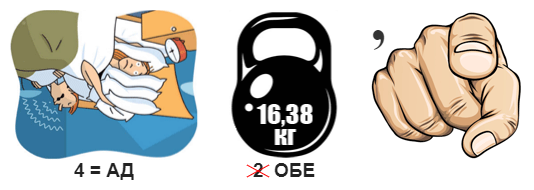 ,
16,38
КГ
4 = АД
2 ОБЕ